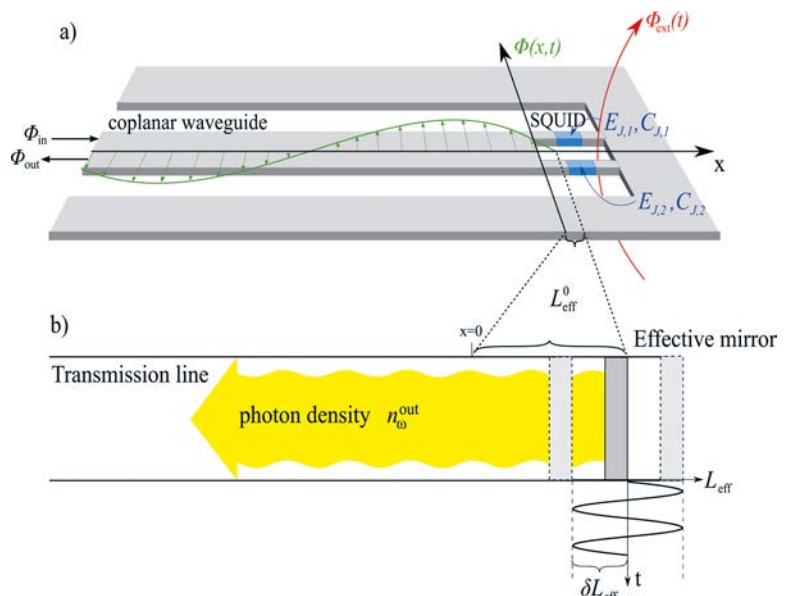 a)
Φext(t)
Φ(x,t)
coplanar waveguide
SQUID
EJ,1, CJ,1
Φin
Φout
x
EJ,2, CJ,2
L⁰eff
b)
x=0
Effective mirror
Transmission line
photon density nωout
Leff
δLeff
t